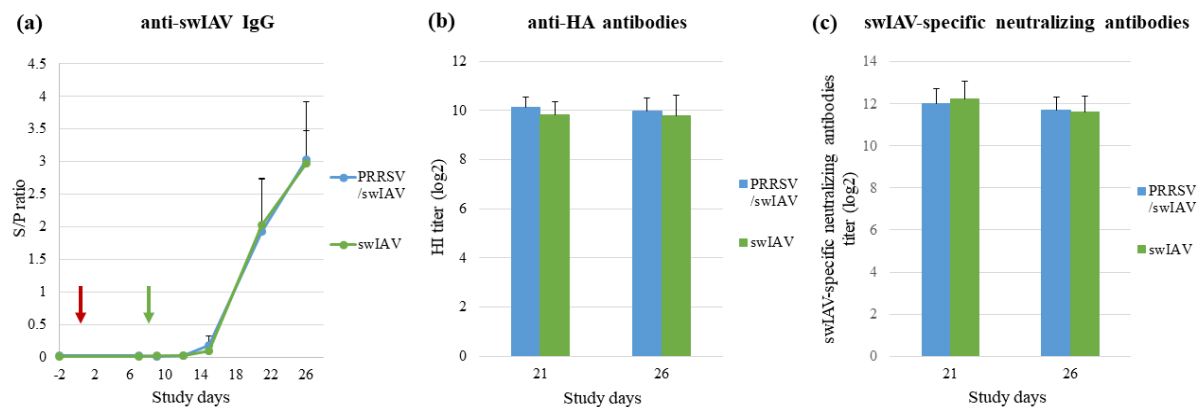 (a) anti-swIAV IgG
S/P ratio
4.5
4
3.5
3
2.5
2
1.5
1
0.5
0
-2 2 6 10 14 18 22 26
Study days
PRRSV
/swIAV
swIAV
(b) anti-HA antibodies
HI titer (log2)
12
10
8
6
4
2
0
21 26
Study days
PRRSV
/swIAV
swIAV
(c) swIAV-specific neutralizing antibodies
swIAV-specific neutralizing antibodies
titer (log2)
14
12
10
8
6
4
2
0
21 26
Study days
PRRSV
/swIAV
swIAV